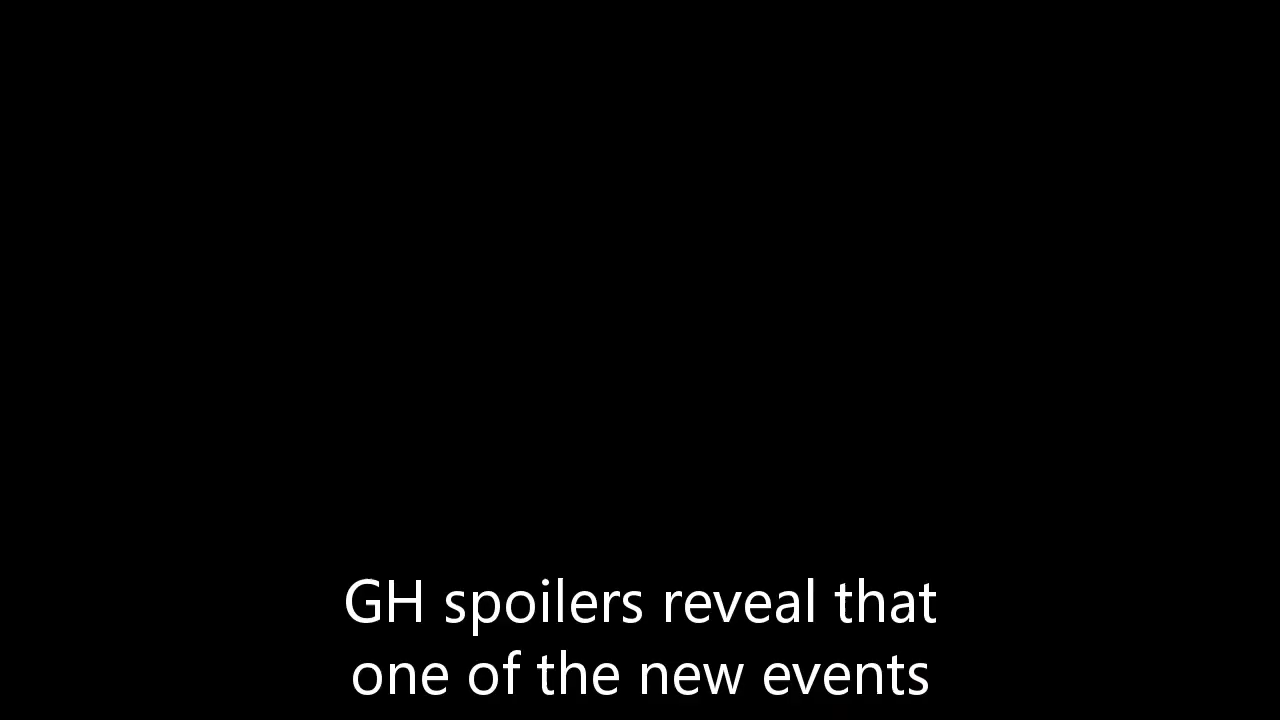 GH spoilers reveal that
one of the new events